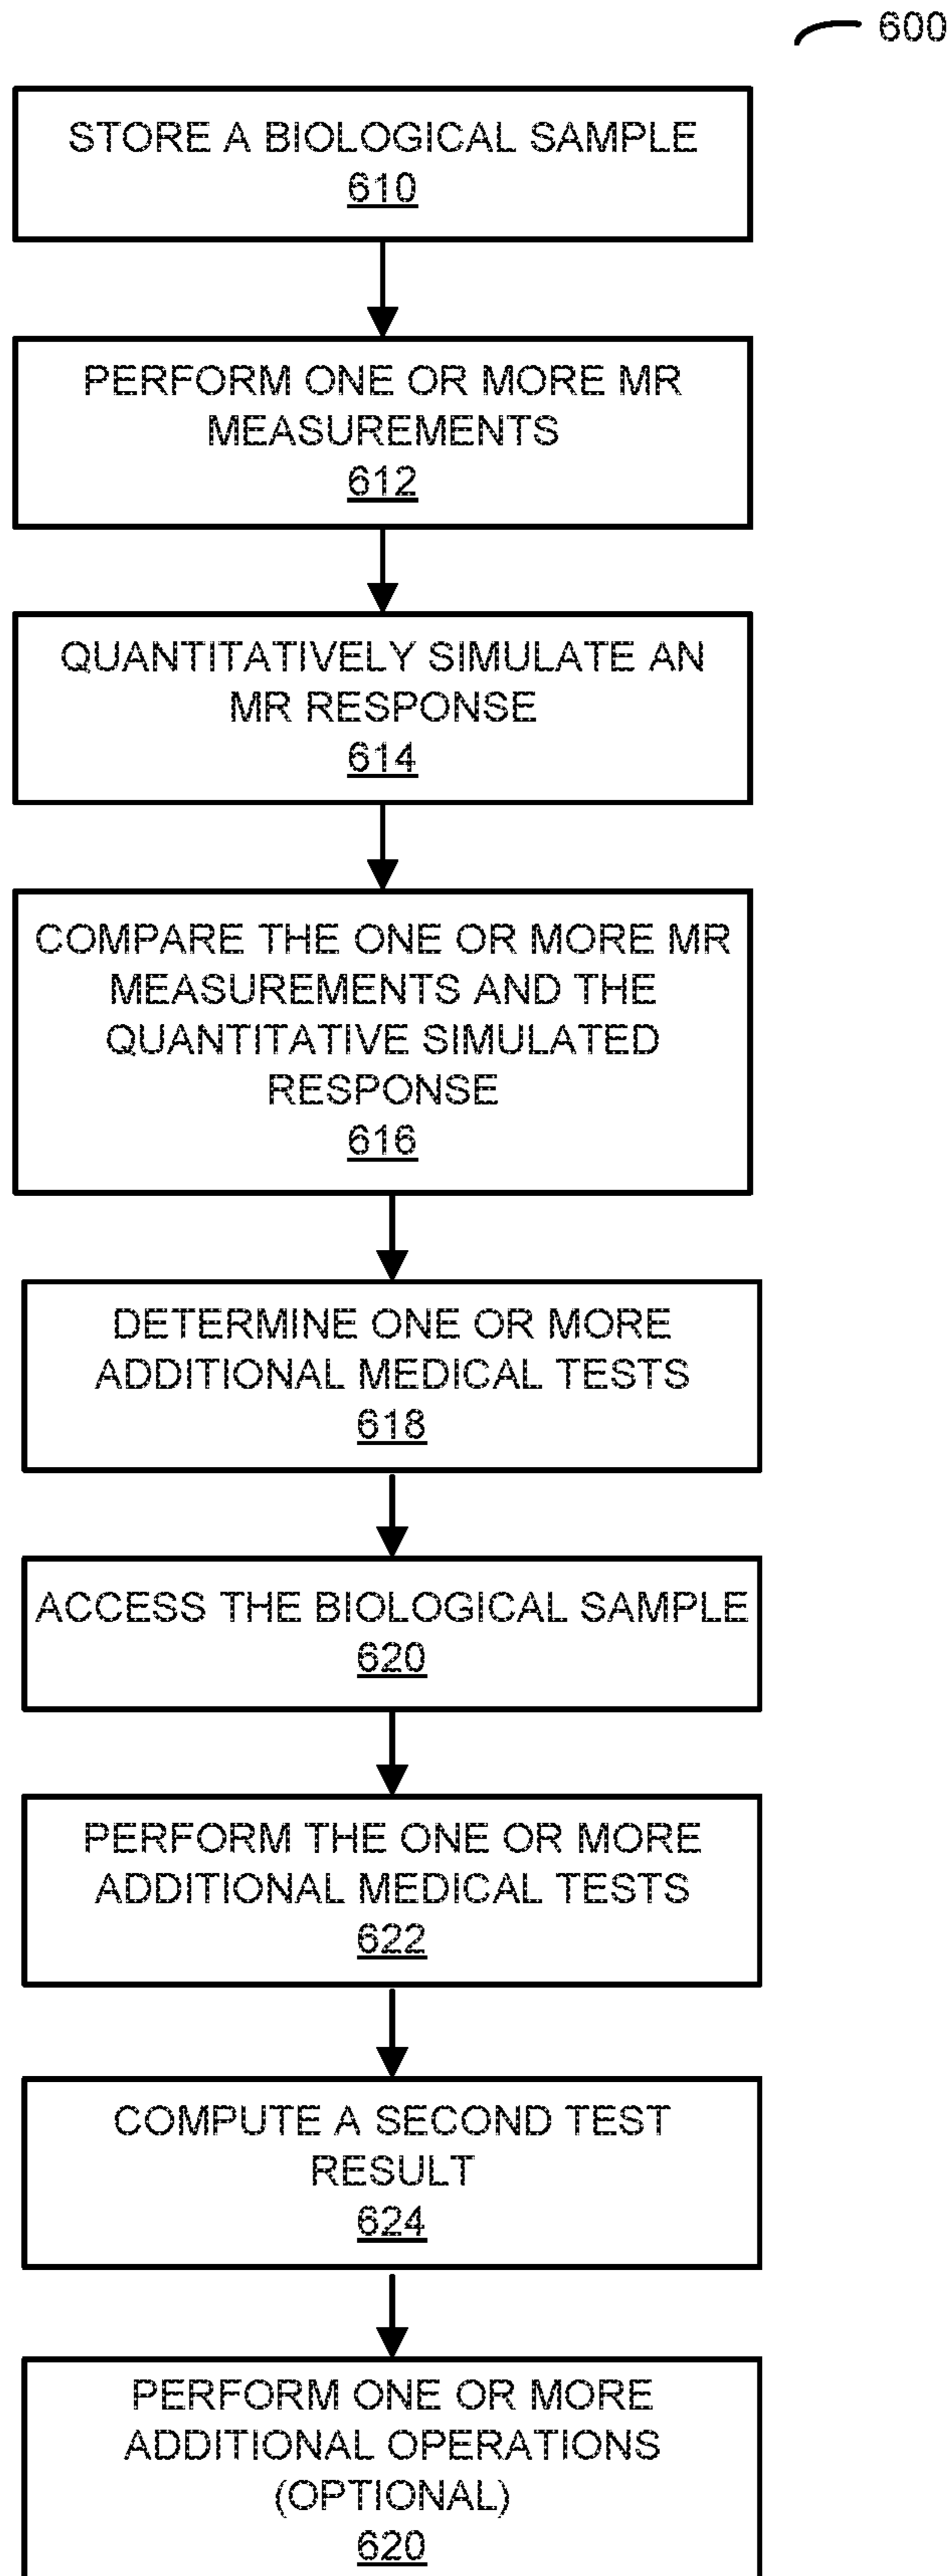 600
STORE A BIOLOGICAL SAMPLE
610
PERFORM ONE OR MORE MR
MEASUREMENTS
612
QUANTITATIVELY SIMULATE AN
MR RESPONSE
614
COMPARE THE ONE OR MORE MR
MEASUREMENTS AND THE
QUANTITATIVE SIMULATED
RESPONSE
616
DETERMINE ONE OR MORE
ADDITIONAL MEDICAL TESTS
618
ACCESS THE BIOLOGICAL SAMPLE
620
PERFORM THE ONE OR MORE
ADDITIONAL MEDICAL TESTS
622
COMPUTE A SECOND TEST
RESULT
624
PERFORM ONE OR MORE
ADDITIONAL OPERATIONS
(OPTIONAL)
620